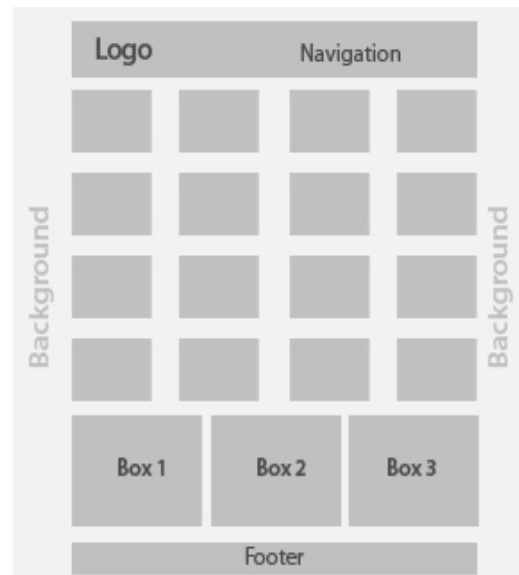 Logo
Navigation
Background
Background
Box 1
Box 2
Box 3
Footer